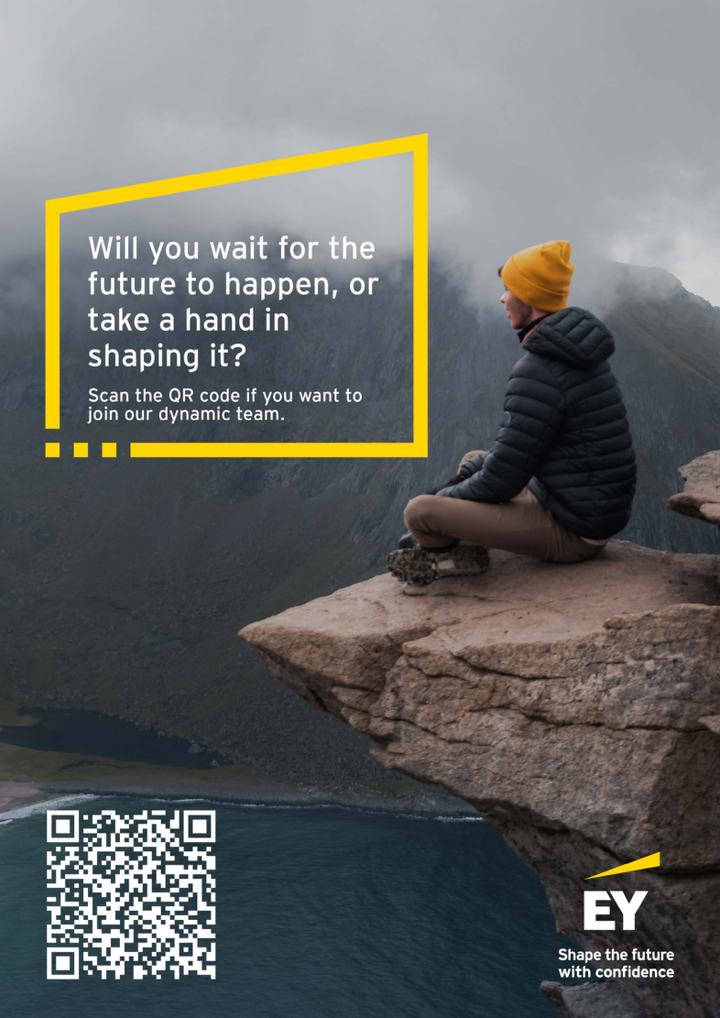 Will you wait for the
future to happen, or
take a hand in
shaping it?
Scan the QR code if you want to
join our dynamic team.
EY
Shape the future
with confidence